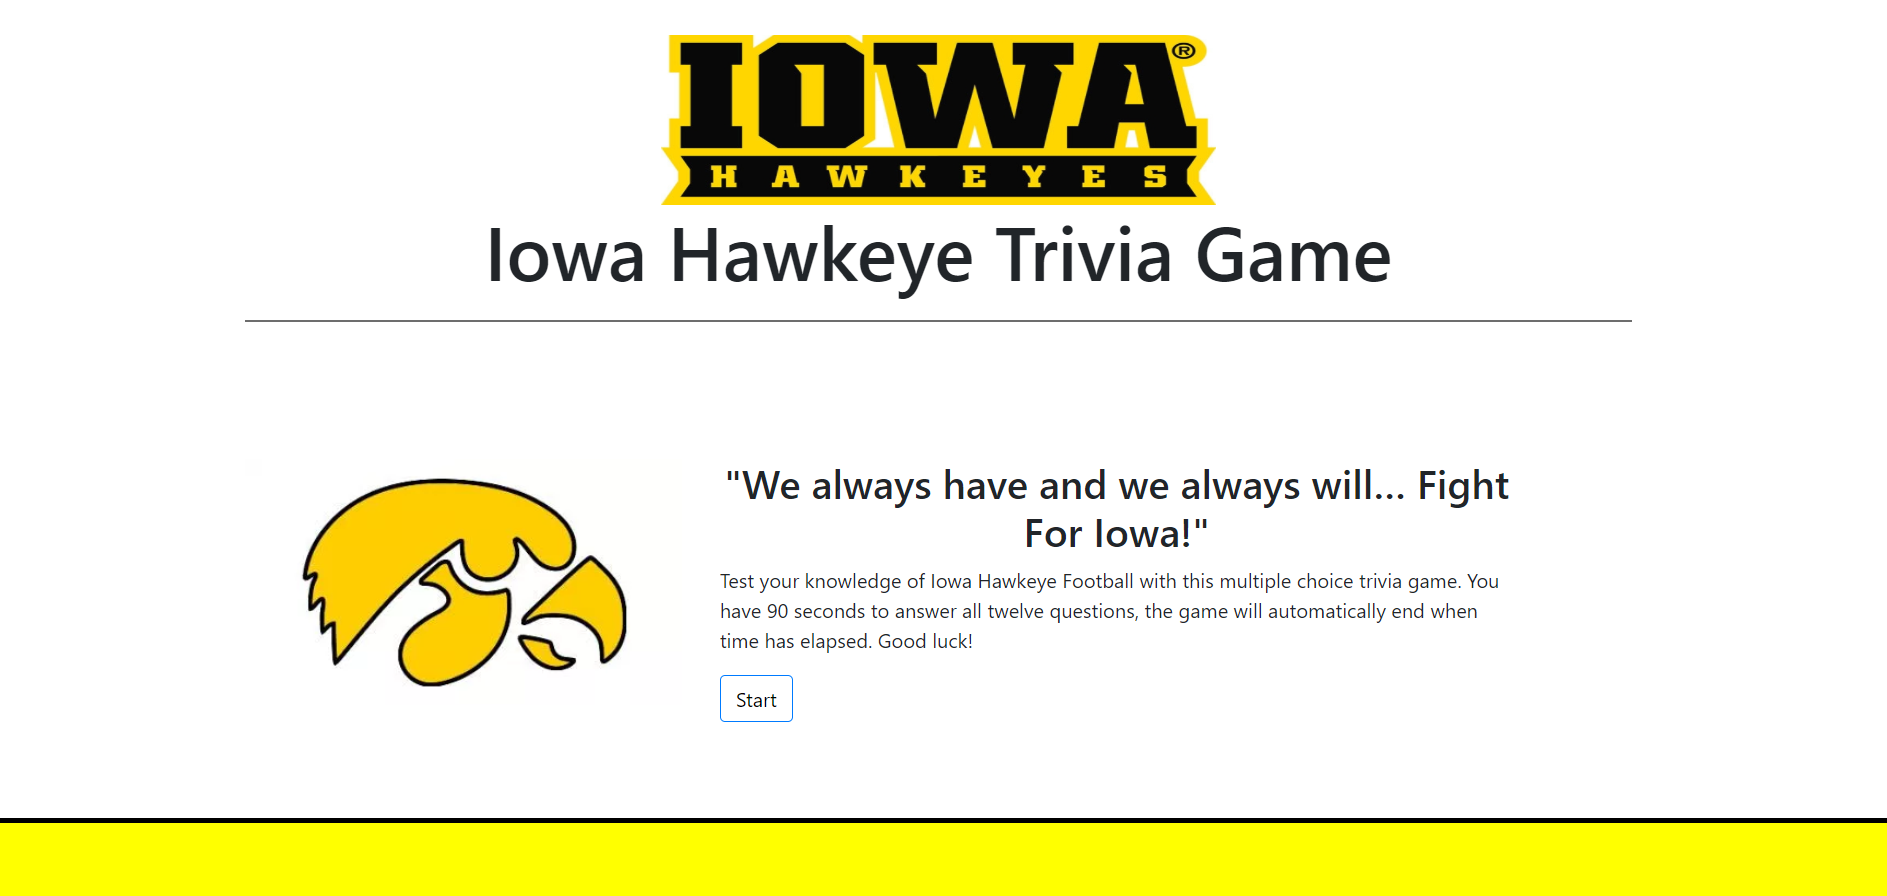 IOWA®
HAWKEYES
Iowa Hawkeye Trivia Game
"We always have and we always will... Fight
For Iowa!"
Test your knowledge of Iowa Hawkeye Football with this multiple choice trivia game. You
have 90 seconds to answer all twelve questions, the game will automatically end when
time has elapsed. Good luck!
Start